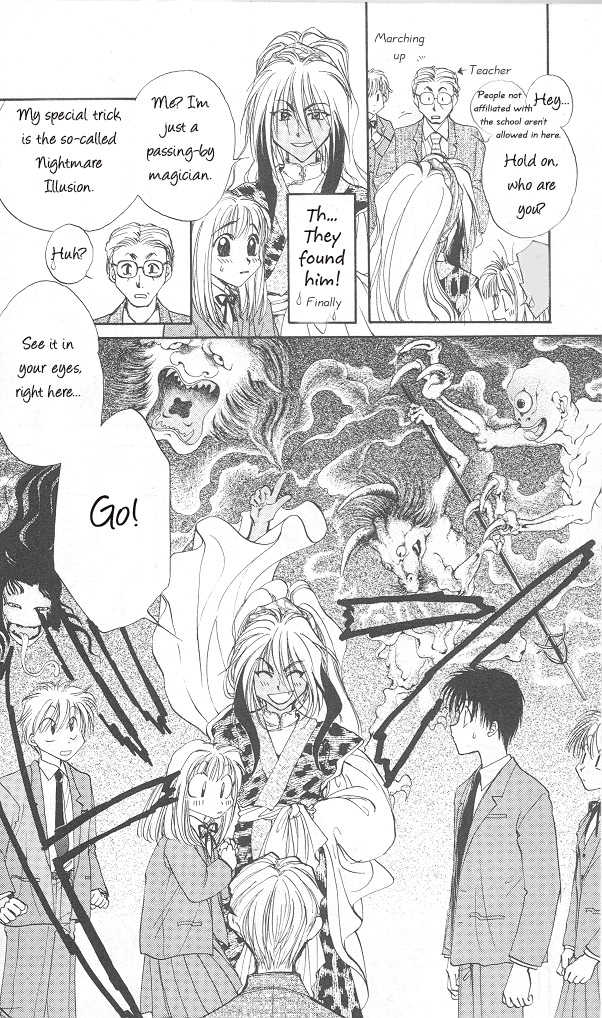 Marching
up
Teacher
Hey...
"People not
affiliated with
the school aren't
allowed in here.
Hold on,
who are
you?
Me? I'm
just a
passing-by
magician.
My special trick
is the so-called
Nightmare
Illusion.
Th...
They
found
him!
Finally
Huh?
See it in
your eyes,
right here...
Go!